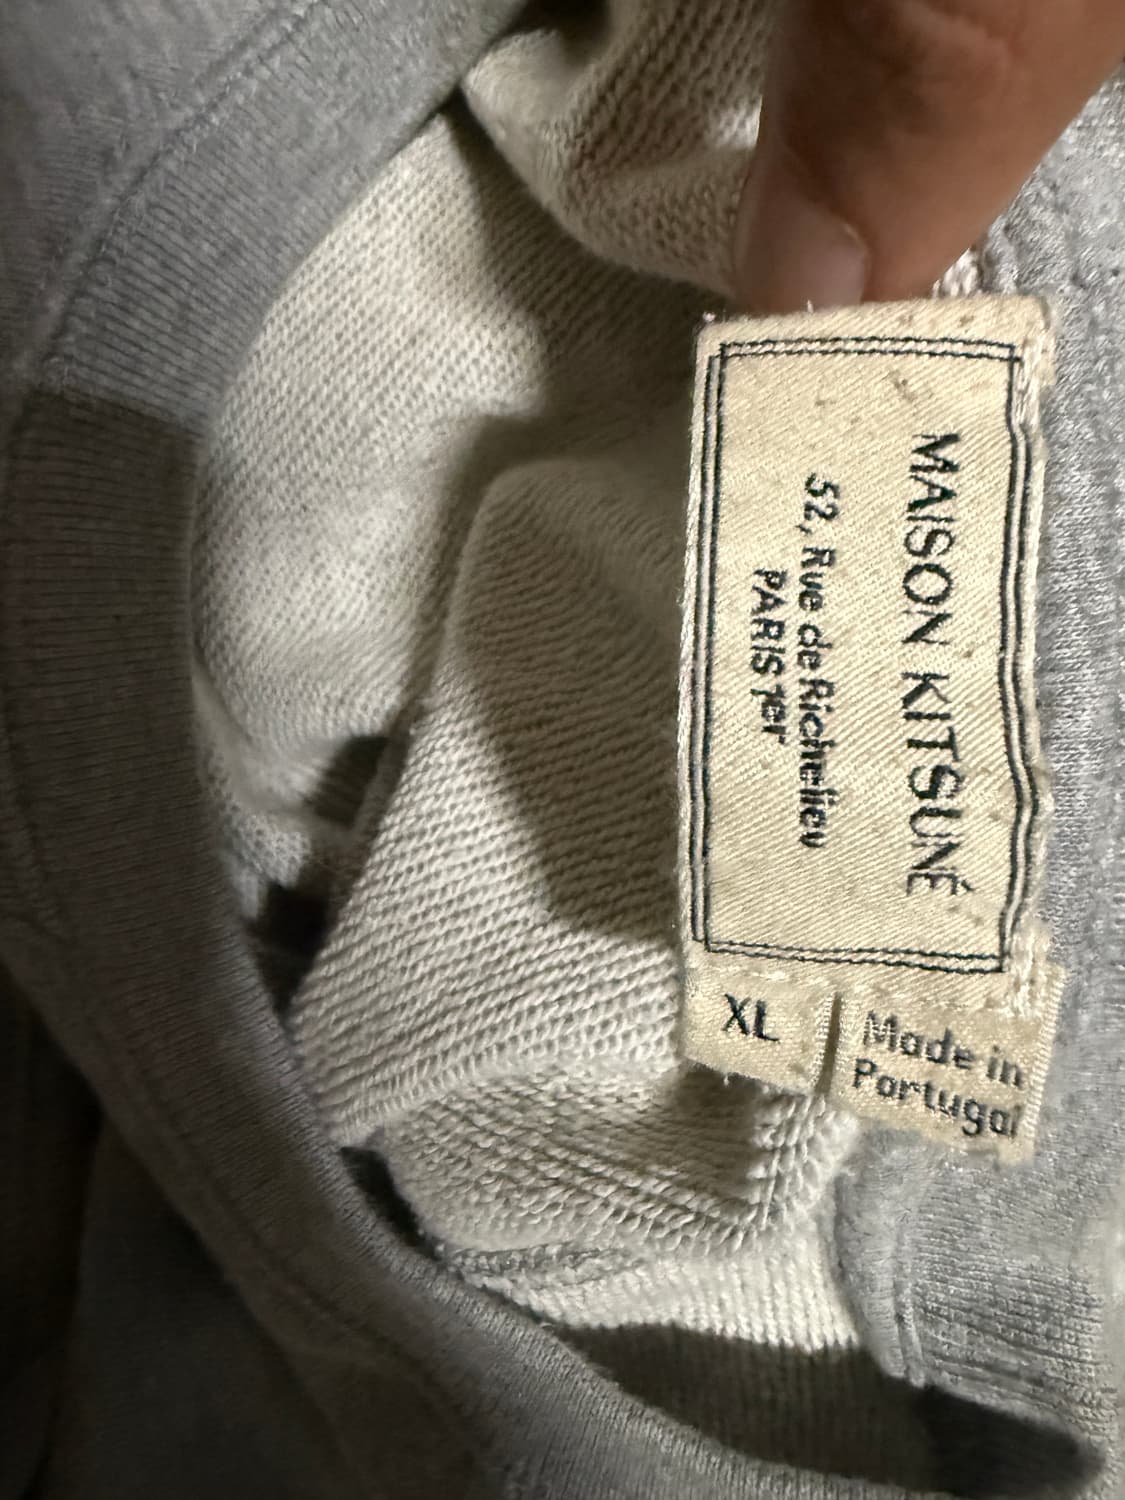 MAISON KITSUNÉ
52, Rue de Richelieu
PARIS 1er
XL
Made in
Portugal